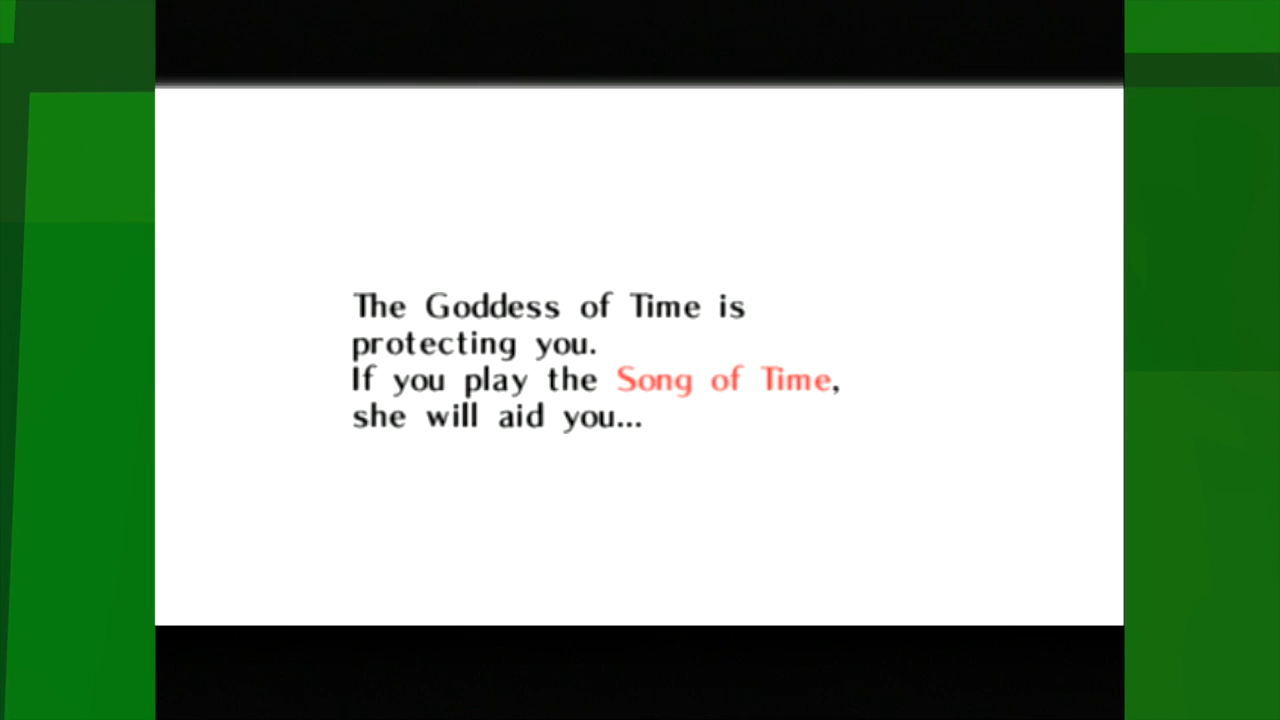 The Goddess of Time is
protecting you.
If you play the Song of Time,
she will aid you...